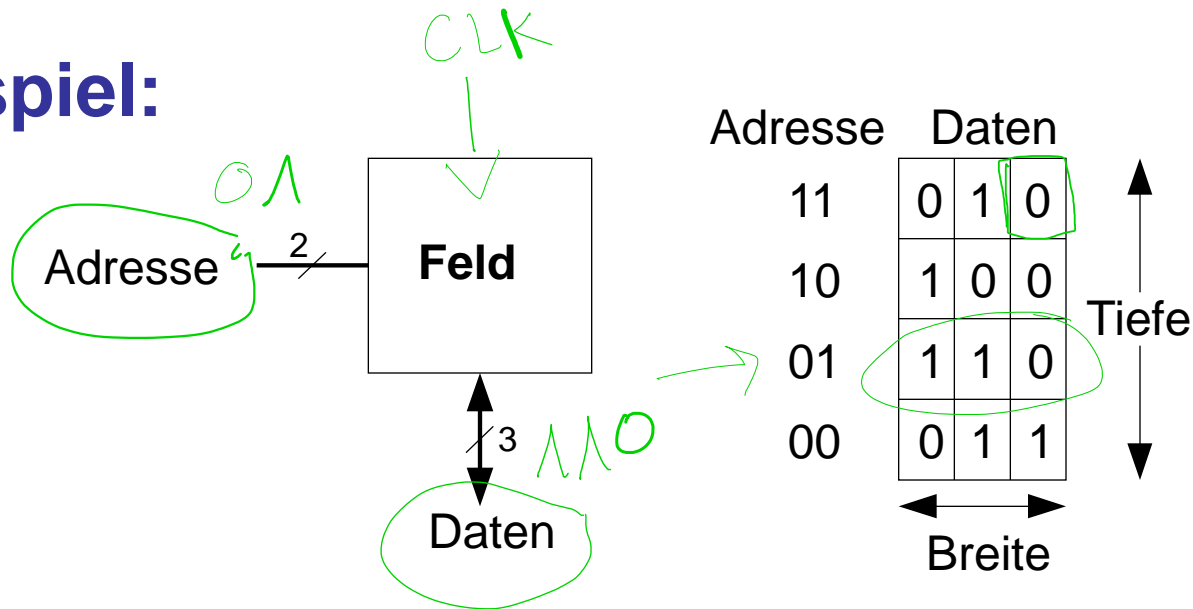 CLK
spiel:
01
Adresse
2
Feld
3
110
Daten
Adresse Daten
11 0 1 0
10 1 0 0
01 1 1 0
00 0 1 1
Tiefe
Breite